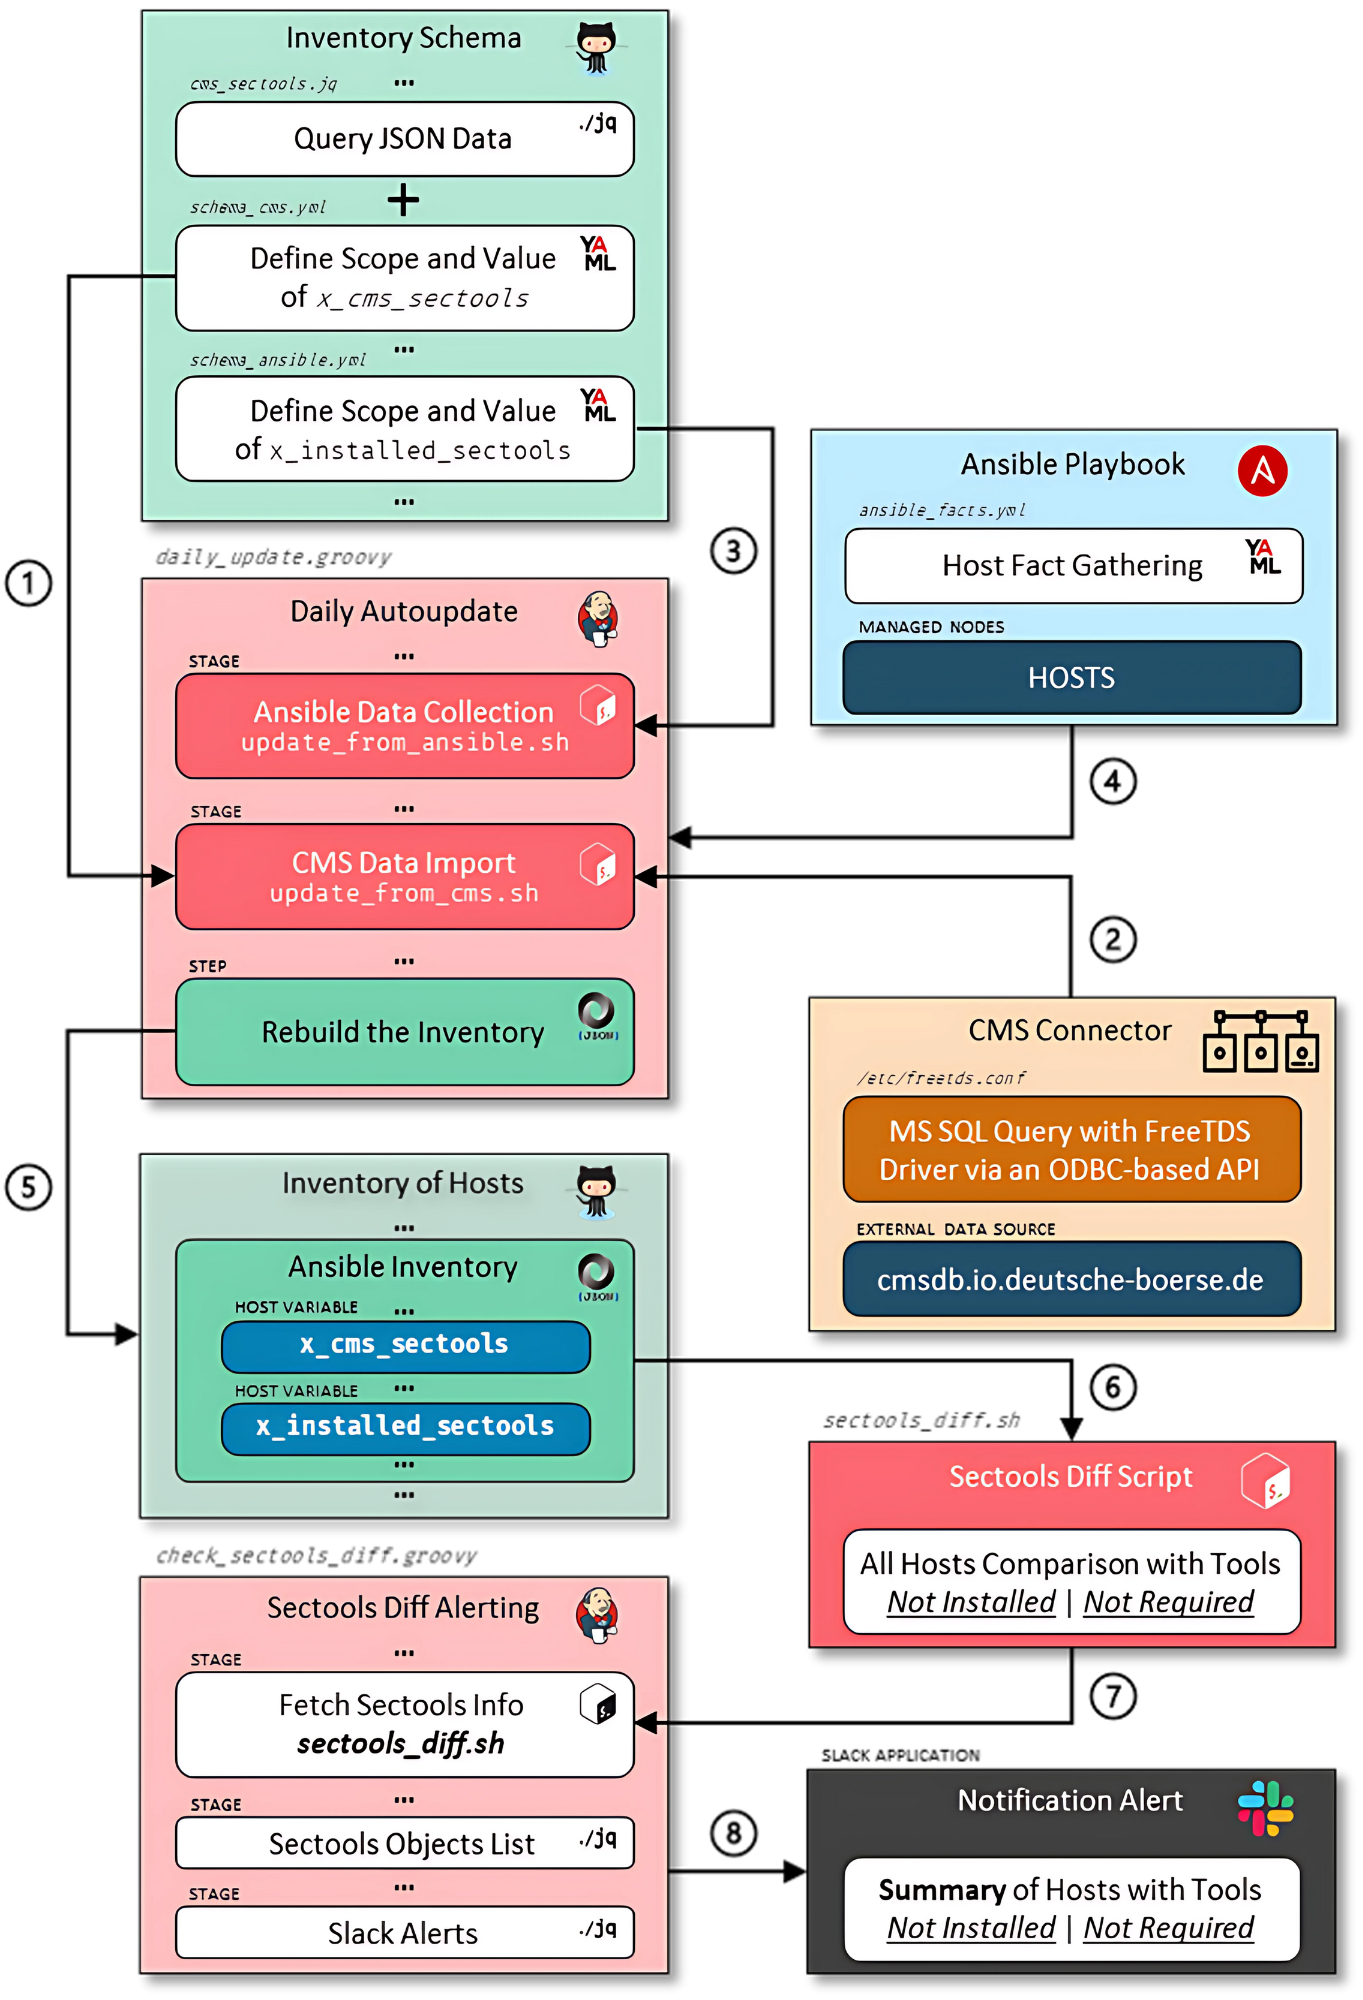 Inventory Schema
cms_sectools.jq
...
Query JSON Data
./jq
+
schema_cms.yml
Define Scope and Value
of x_cms_sectools
YAML
...
schema_ansible.yml
Define Scope and Value
of x_installed_sectools
YAML
...
1
3
daily_update.groovy
Daily Autoupdate
...
STAGE
Ansible Data Collection
update_from_ansible.sh
$_
...
STAGE
CMS Data Import
update_from_cms.sh
$_
...
STEP
Rebuild the Inventory
{JSON}
Ansible Playbook
A
ansible_facts.yml
Host Fact Gathering
YAML
MANAGED NODES
HOSTS
4
2
CMS Connector
/etc/freetds.conf
MS SQL Query with FreeTDS
Driver via an ODBC-based API
EXTERNAL DATA SOURCE
cmsdb.io.deutsche-boerse.de
5
Inventory of Hosts
...
Ansible Inventory
{JSON}
HOST VARIABLE
...
x_cms_sectools
HOST VARIABLE
...
x_installed_sectools
...
...
6
sectools_diff.sh
Sectools Diff Script
$_
All Hosts Comparison with Tools
Not Installed | Not Required
7
check_sectools_diff.groovy
Sectools Diff Alerting
...
STAGE
Fetch Sectools Info
sectools_diff.sh
$_
...
STAGE
Sectools Objects List
./jq
...
STAGE
Slack Alerts
./jq
8
SLACK APPLICATION
Notification Alert
Summary of Hosts with Tools
Not Installed | Not Required